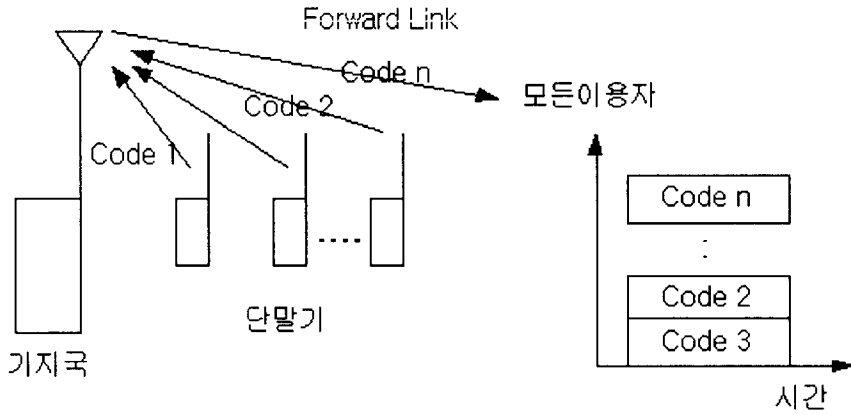 Forward Link
Code n
모든이용자
Code 2
Code 1
Code n
Code 2
Code 3
단말기
기지국
시간